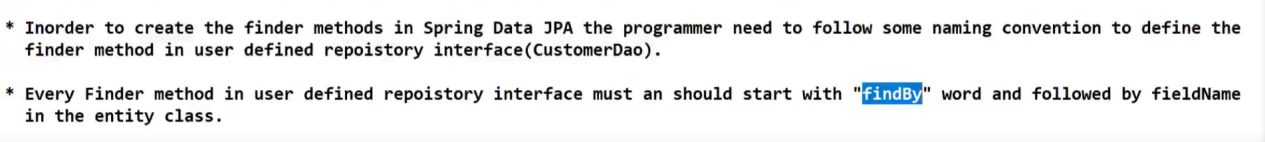 * Inorder to create the finder methods in Spring Data JPA the programmer need to follow some naming convention to define the
finder method in user defined repoistory interface(CustomerDao).
* Every Finder method in user defined repoistory interface must an should start with "findBy" word and followed by fieldName
in the entity class.